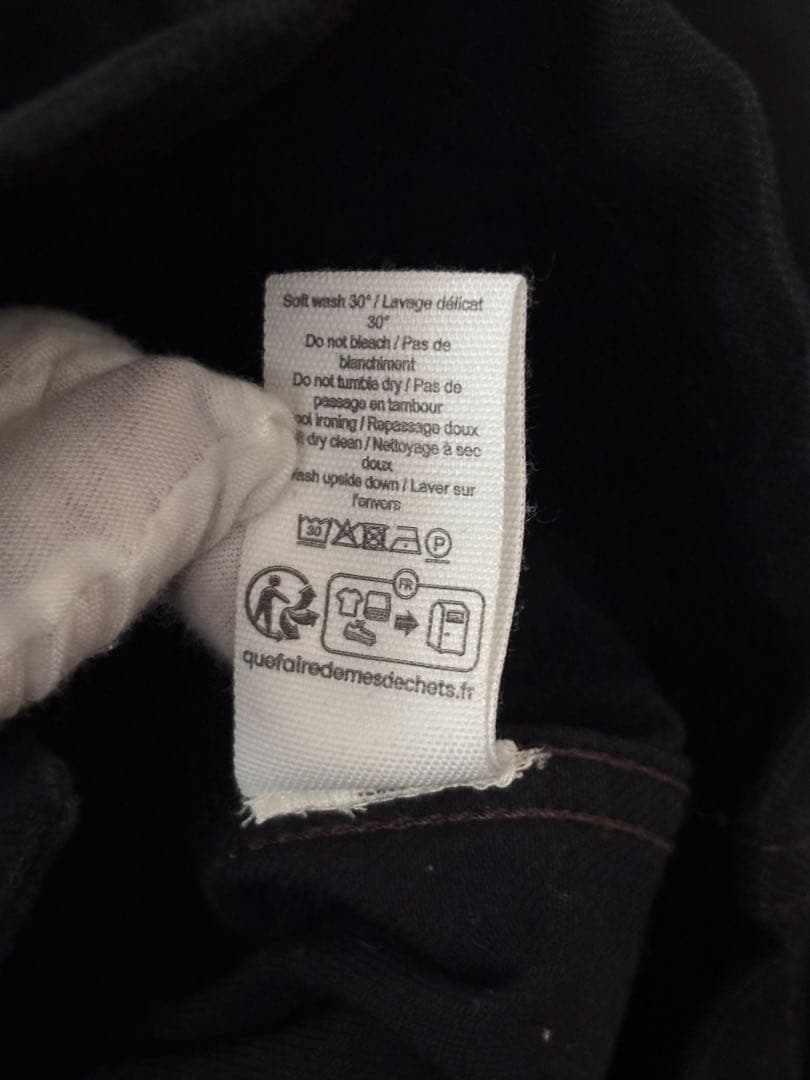 Soft wash 30° / Lavage délicat
30°
Do not bleach / Pas de
blanchiment
Do not tumble dry / Pas de
passage en tambour
ool ironing / Repassage doux
dry clean / Nettoyage à sec
doux
ash upside down / Laver sur
l'envers
30 P
FR
quefairedemesdechets.fr